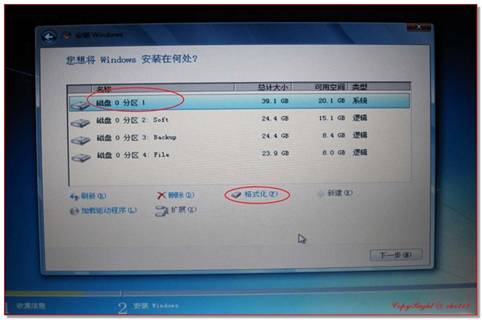 安装 Windows
您想将 Windows 安装在何处?
名称 总计大小 可用空间 类型
磁盘 0 分区 1 39.1 GB 20.1 GB 系统
磁盘 0 分区 2: Soft 24.4 GB 15.1 GB 逻辑
磁盘 0 分区 3: Backup 24.4 GB 8.4 GB 逻辑
磁盘 0 分区 4: File 23.9 GB 8.0 GB 逻辑
刷新(R) 删除(D) 格式化(F) 新建(E)
加载驱动程序(L) 扩展(X)
下一步(N)
1 收集信息 2 安装 Windows
CopyRight @